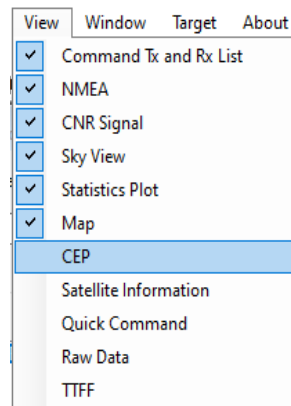 View Window Target About
Command Tx and Rx List
NMEA
CNR Signal
Sky View
Statistics Plot
Map
CEP
Satellite Information
Quick Command
Raw Data
TTFF